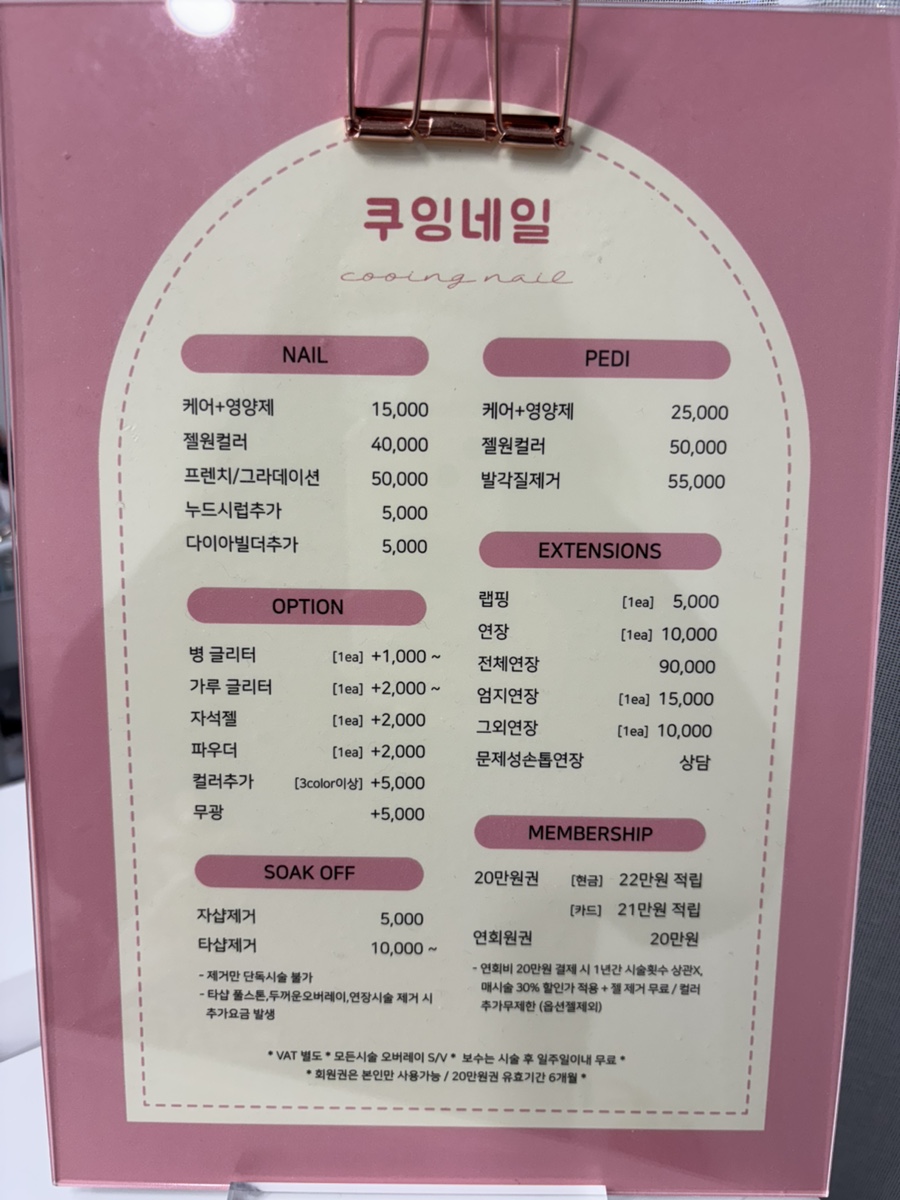 쿠잉네일
cooing nail
NAIL
케어+영양제 15,000
젤원컬러 40,000
프렌치/그라데이션 50,000
누드시럽추가 5,000
다이아빌더추가 5,000
OPTION
병 글리터 [1ea] +1,000 ~
가루 글리터 [1ea] +2,000 ~
자석젤 [1ea] +2,000
파우더 [1ea] +2,000
컬러추가 [3color이상] +5,000
무광 +5,000
SOAK OFF
자샵제거 5,000
타샵제거 10,000 ~
- 제거만 단독시술 불가
- 타샵 풀스톤,두꺼운오버레이,연장시술 제거 시
추가요금 발생
PEDI
케어+영양제 25,000
젤원컬러 50,000
발각질제거 55,000
EXTENSIONS
랩핑 [1ea] 5,000
연장 [1ea] 10,000
전체연장 90,000
엄지연장 [1ea] 15,000
그외연장 [1ea] 10,000
문제성손톱연장 상담
MEMBERSHIP
20만원권 [현금] 22만원 적립
[카드] 21만원 적립
연회원권 20만원
- 연회비 20만원 결제 시 1년간 시술횟수 상관X,
매시술 30% 할인가 적용 + 젤 제거 무료 / 컬러
추가무제한 (옵션젤제외)
* VAT 별도 * 모든시술 오버레이 S/V * 보수는 시술 후 일주일이내 무료 *
* 회원권은 본인만 사용가능 / 20만원권 유효기간 6개월 *